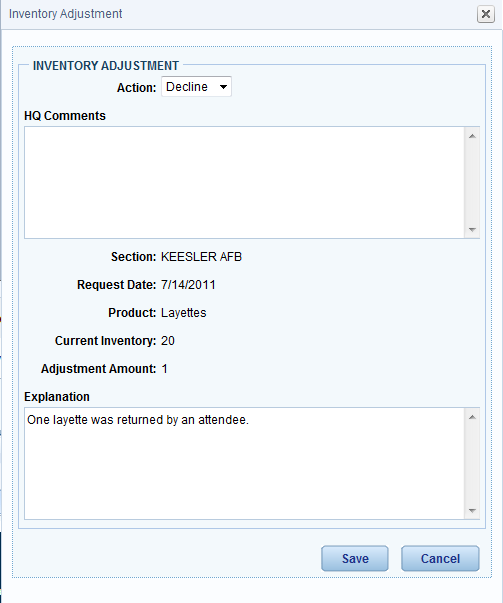 Inventory Adjustment
INVENTORY ADJUSTMENT
Action: Decline
HQ Comments
Section: KEESLER AFB
Request Date: 7/14/2011
Product: Layettes
Current Inventory: 20
Adjustment Amount: 1
Explanation
One layette was returned by an attendee.
Save Cancel